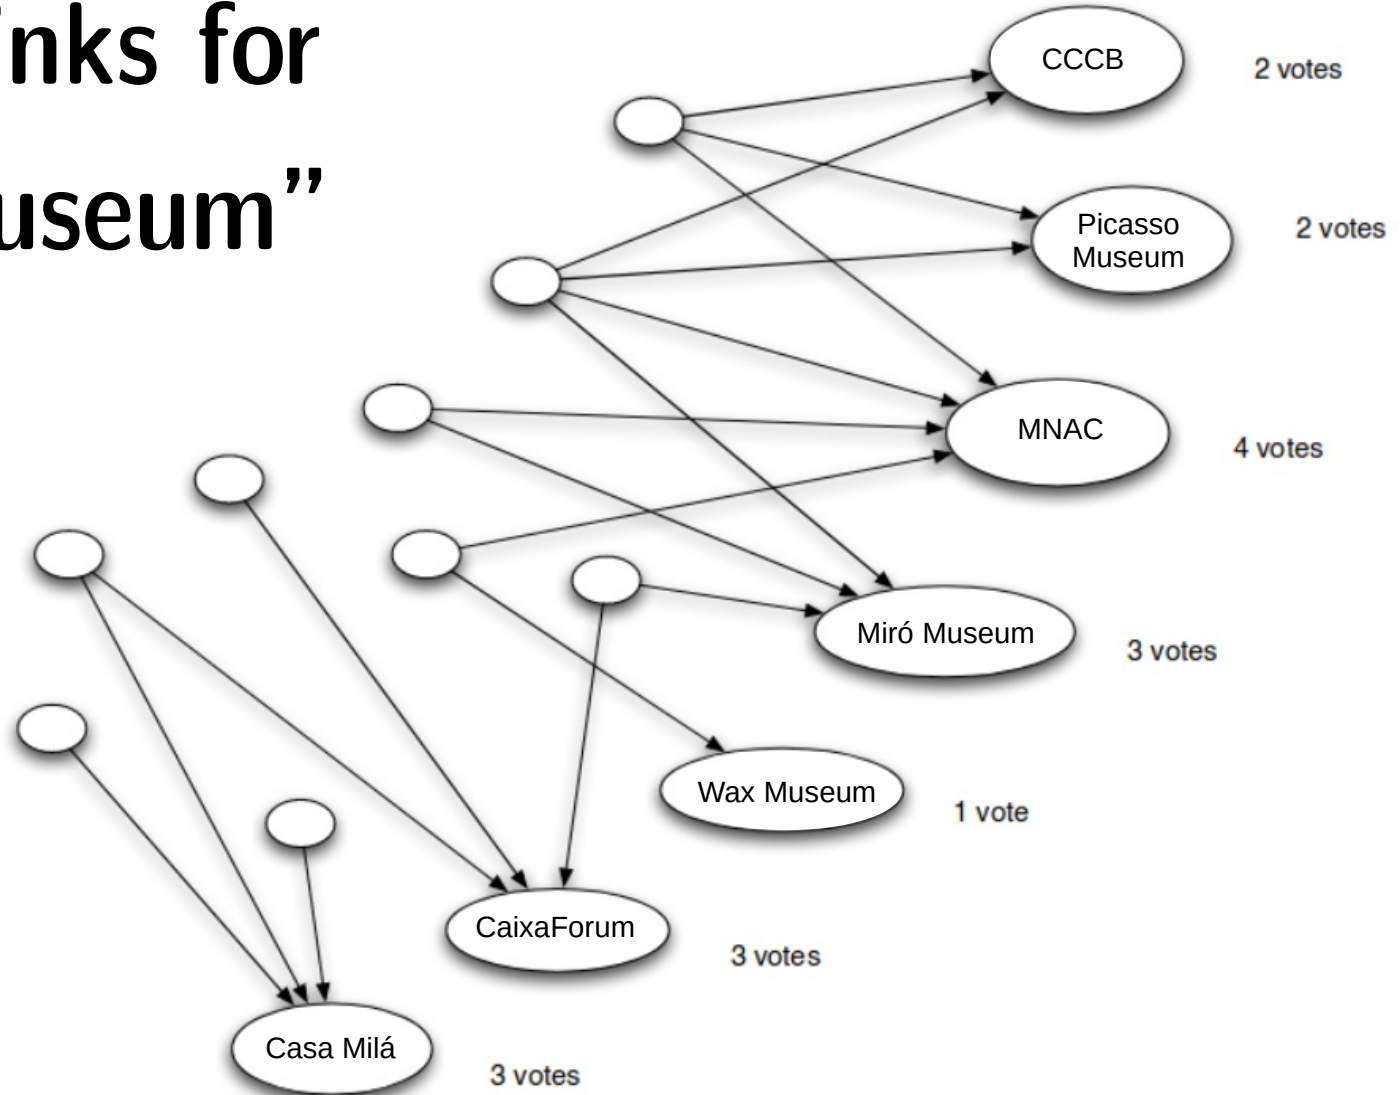 inks for
useum”
CCCB
2 votes
Picasso
Museum
2 votes
MNAC
4 votes
Miró Museum
3 votes
Wax Museum
1 vote
CaixaForum
3 votes
Casa Milá
3 votes